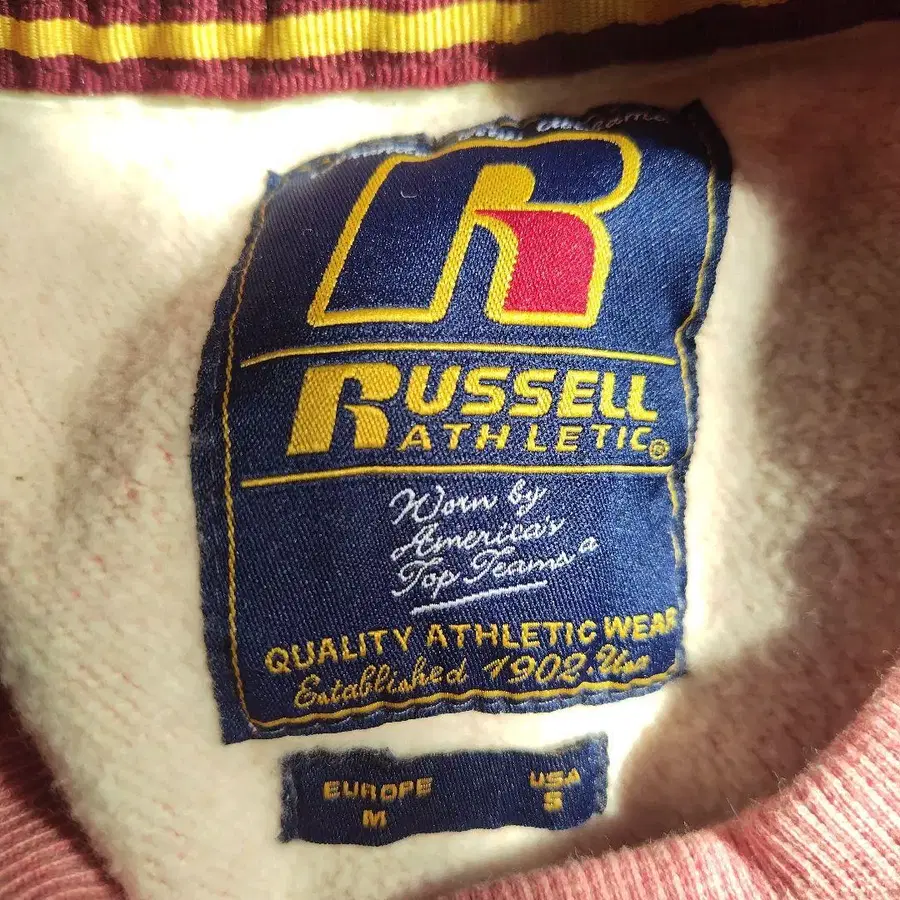 R
RUSSELL
ATHLETIC®
Worn by
America's
Top Teams
QUALITY ATHLETIC WEAR
Established 1902. Usa
EUROPE USA
M S